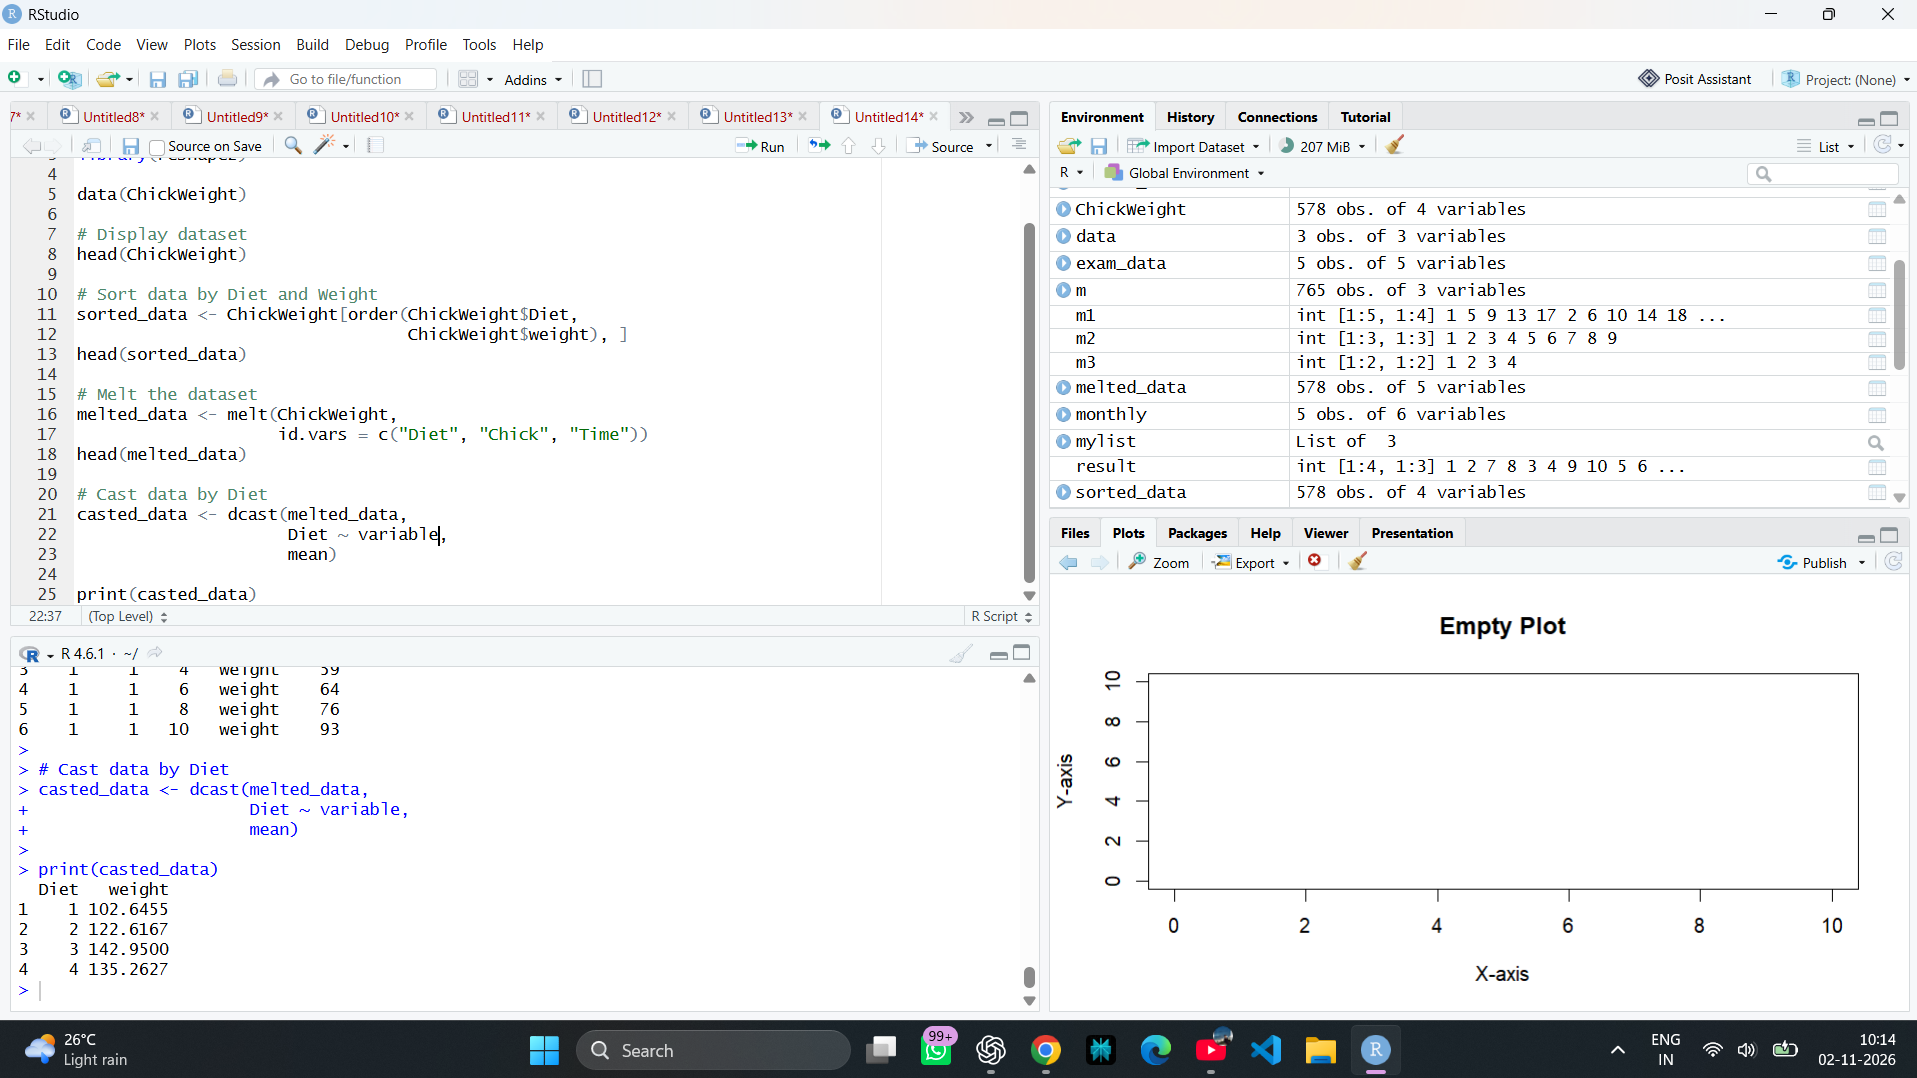 RStudio
File Edit Code View Plots Session Build Debug Profile Tools Help
Go to file/function Addins Posit Assistant Project: (None)
7* Untitled8* Untitled9* Untitled10* Untitled11* Untitled12* Untitled13* Untitled14*
Source on Save Run Source
3 library(reshape2)
4
5 data(ChickWeight)
6
7 # Display dataset
8 head(ChickWeight)
9
10 # Sort data by Diet and Weight
11 sorted_data <- ChickWeight[order(ChickWeight$Diet,
12 ChickWeight$weight), ]
13 head(sorted_data)
14
15 # Melt the dataset
16 melted_data <- melt(ChickWeight,
17 id.vars = c("Diet", "Chick", "Time"))
18 head(melted_data)
19
20 # Cast data by Diet
21 casted_data <- dcast(melted_data,
22 Diet ~ variable,
23 mean)
24
25 print(casted_data)
22:37 (Top Level) R Script
R 4.6.1 · ~/
3 1 1 4 weight 59
4 1 1 6 weight 64
5 1 1 8 weight 76
6 1 1 10 weight 93
>
> # Cast data by Diet
> casted_data <- dcast(melted_data,
+ Diet ~ variable,
+ mean)
>
> print(casted_data)
Diet weight
1 1 102.6455
2 2 122.6167
3 3 142.9500
4 4 135.2627
>
Environment History Connections Tutorial
Import Dataset 207 MiB List
R Global Environment
ChickWeight 578 obs. of 4 variables
data 3 obs. of 3 variables
exam_data 5 obs. of 5 variables
m 765 obs. of 3 variables
m1 int [1:5, 1:4] 1 5 9 13 17 2 6 10 14 18 ...
m2 int [1:3, 1:3] 1 2 3 4 5 6 7 8 9
m3 int [1:2, 1:2] 1 2 3 4
melted_data 578 obs. of 5 variables
monthly 5 obs. of 6 variables
mylist List of 3
result int [1:4, 1:3] 1 2 7 8 3 4 9 10 5 6 ...
sorted_data 578 obs. of 4 variables
Files Plots Packages Help Viewer Presentation
Zoom Export Publish
Empty Plot
Y-axis
10
8
6
4
2
0
0 2 4 6 8 10
X-axis
26°C
Light rain
Search
99+
ENG
IN
10:14
02-11-2026